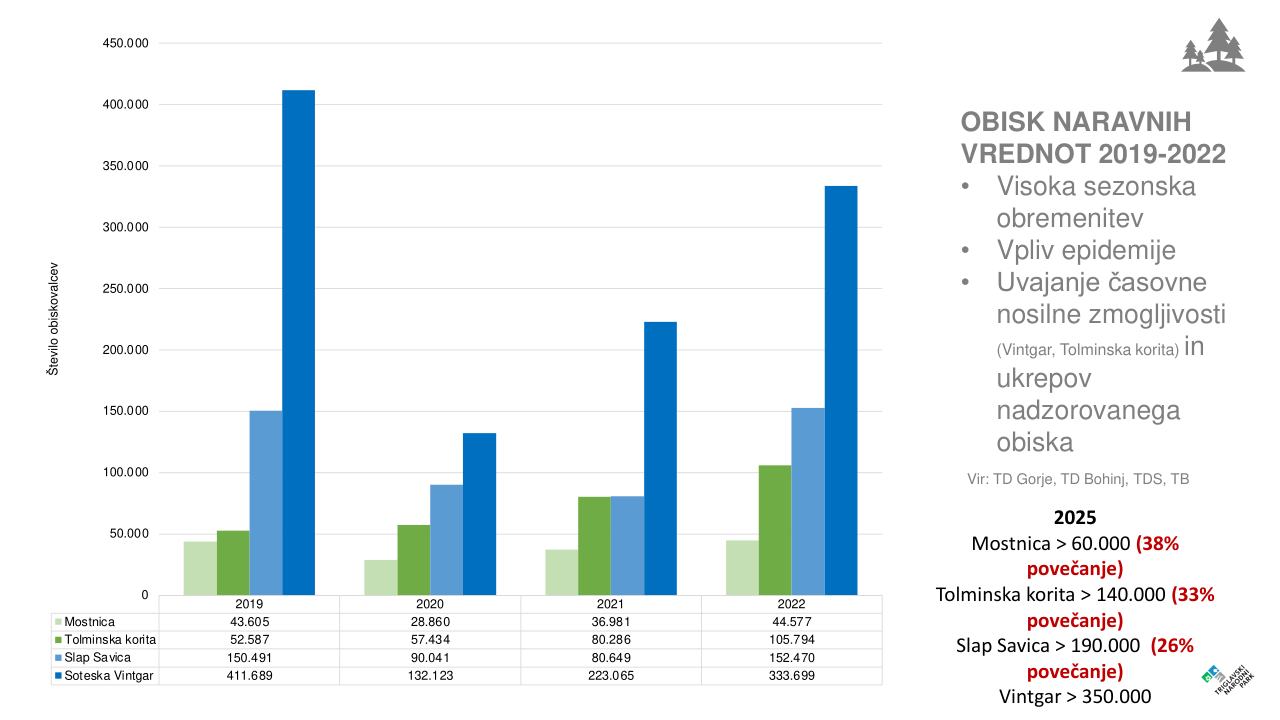 450.000
400.000
350.000
300.000
250.000
200.000
150.000
100.000
50.000
0
Število obiskovalcev
2019 2020 2021 2022
Mostnica 43.605 28.860 36.981 44.577
Tolminska korita 52.587 57.434 80.286 105.794
Slap Savica 150.491 90.041 80.649 152.470
Soteska Vintgar 411.689 132.123 223.065 333.699
OBISK NARAVNIH
VREDNOT 2019-2022
• Visoka sezonska
obremenitev
• Vpliv epidemije
• Uvajanje časovne
nosilne zmogljivosti
(Vintgar, Tolminska korita) in
ukrepov
nadzorovanega
obiska
Vir: TD Gorje, TD Bohinj, TDS, TB
2025
Mostnica > 60.000 (38%
povečanje)
Tolminska korita > 140.000 (33%
povečanje)
Slap Savica > 190.000 (26%
povečanje)
Vintgar > 350.000
TRIGLAVSKI
NARODNI
PARK